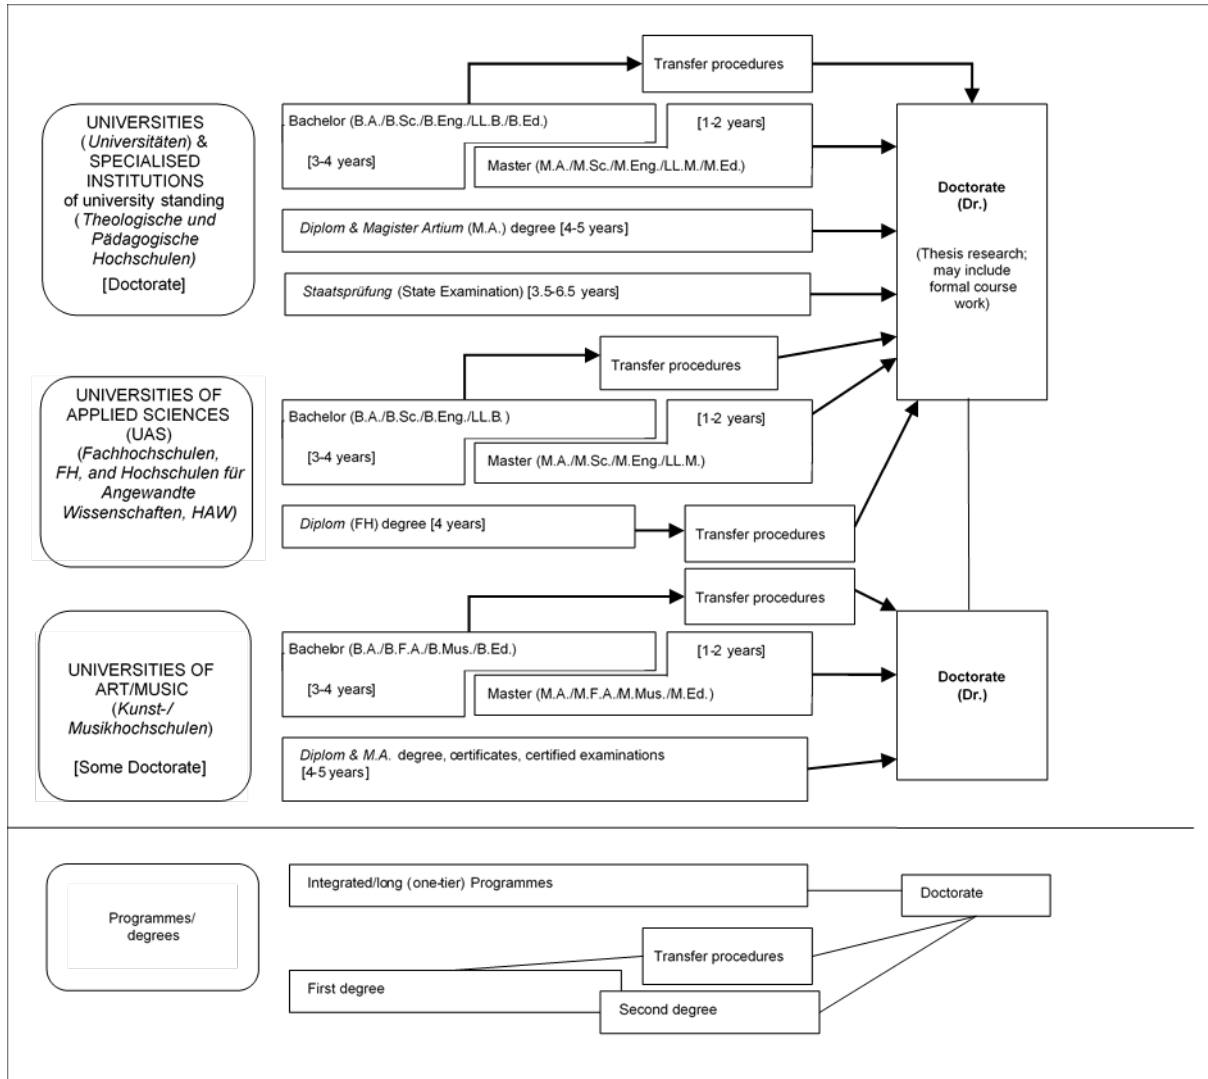 Transfer procedures
UNIVERSITIES
(Universitäten) &
SPECIALISED
INSTITUTIONS
of university standing
(Theologische und
Pädagogische
Hochschulen)
[Doctorate]
Bachelor (B.A./B.Sc./B.Eng./LL.B./B.Ed.)
[3-4 years]
[1-2 years]
Master (M.A./M.Sc./M.Eng./LL.M./M.Ed.)
Diplom & Magister Artium (M.A.) degree [4-5 years]
Staatsprüfung (State Examination) [3.5-6.5 years]
Doctorate
(Dr.)
(Thesis research;
may include
formal course
work)
UNIVERSITIES OF
APPLIED SCIENCES
(UAS)
(Fachhochschulen,
FH, and Hochschulen für
Angewandte
Wissenschaften, HAW)
Transfer procedures
Bachelor (B.A./B.Sc./B.Eng./LL.B.)
[3-4 years]
[1-2 years]
Master (M.A./M.Sc./M.Eng./LL.M.)
Diplom (FH) degree [4 years]
Transfer procedures
Transfer procedures
UNIVERSITIES OF
ART/MUSIC
(Kunst-/
Musikhochschulen)
[Some Doctorate]
Bachelor (B.A./B.F.A./B.Mus./B.Ed.)
[3-4 years]
[1-2 years]
Master (M.A./M.F.A./M.Mus./M.Ed.)
Diplom & M.A. degree, certificates, certified examinations
[4-5 years]
Doctorate
(Dr.)
Programmes/
degrees
Integrated/long (one-tier) Programmes
Doctorate
Transfer procedures
First degree
Second degree